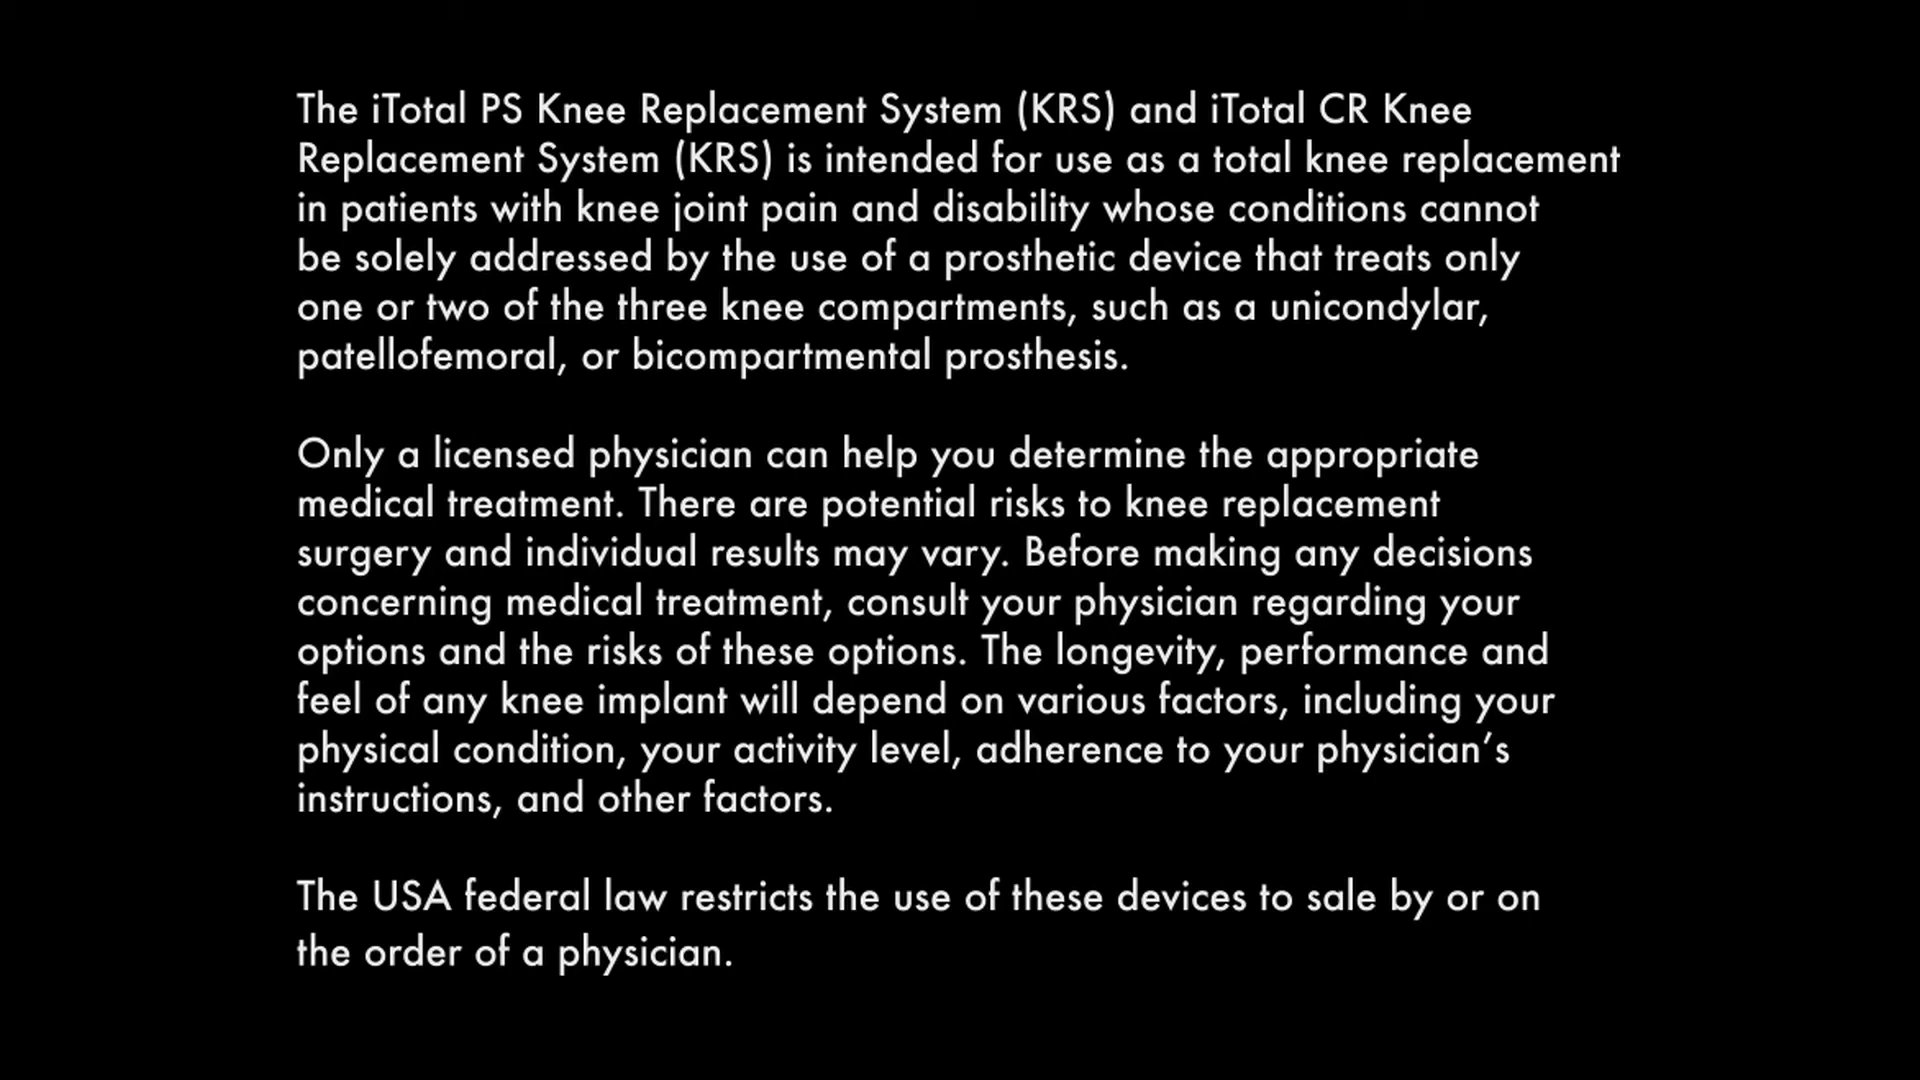 The iTotal PS Knee Replacement System (KRS) and iTotal CR Knee
Replacement System (KRS) is intended for use as a total knee replacement
in patients with knee joint pain and disability whose conditions cannot
be solely addressed by the use of a prosthetic device that treats only
one or two of the three knee compartments, such as a unicondylar,
patellofemoral, or bicompartmental prosthesis.
Only a licensed physician can help you determine the appropriate
medical treatment. There are potential risks to knee replacement
surgery and individual results may vary. Before making any decisions
concerning medical treatment, consult your physician regarding your
options and the risks of these options. The longevity, performance and
feel of any knee implant will depend on various factors, including your
physical condition, your activity level, adherence to your physician’s
instructions, and other factors.
The USA federal law restricts the use of these devices to sale by or on
the order of a physician.